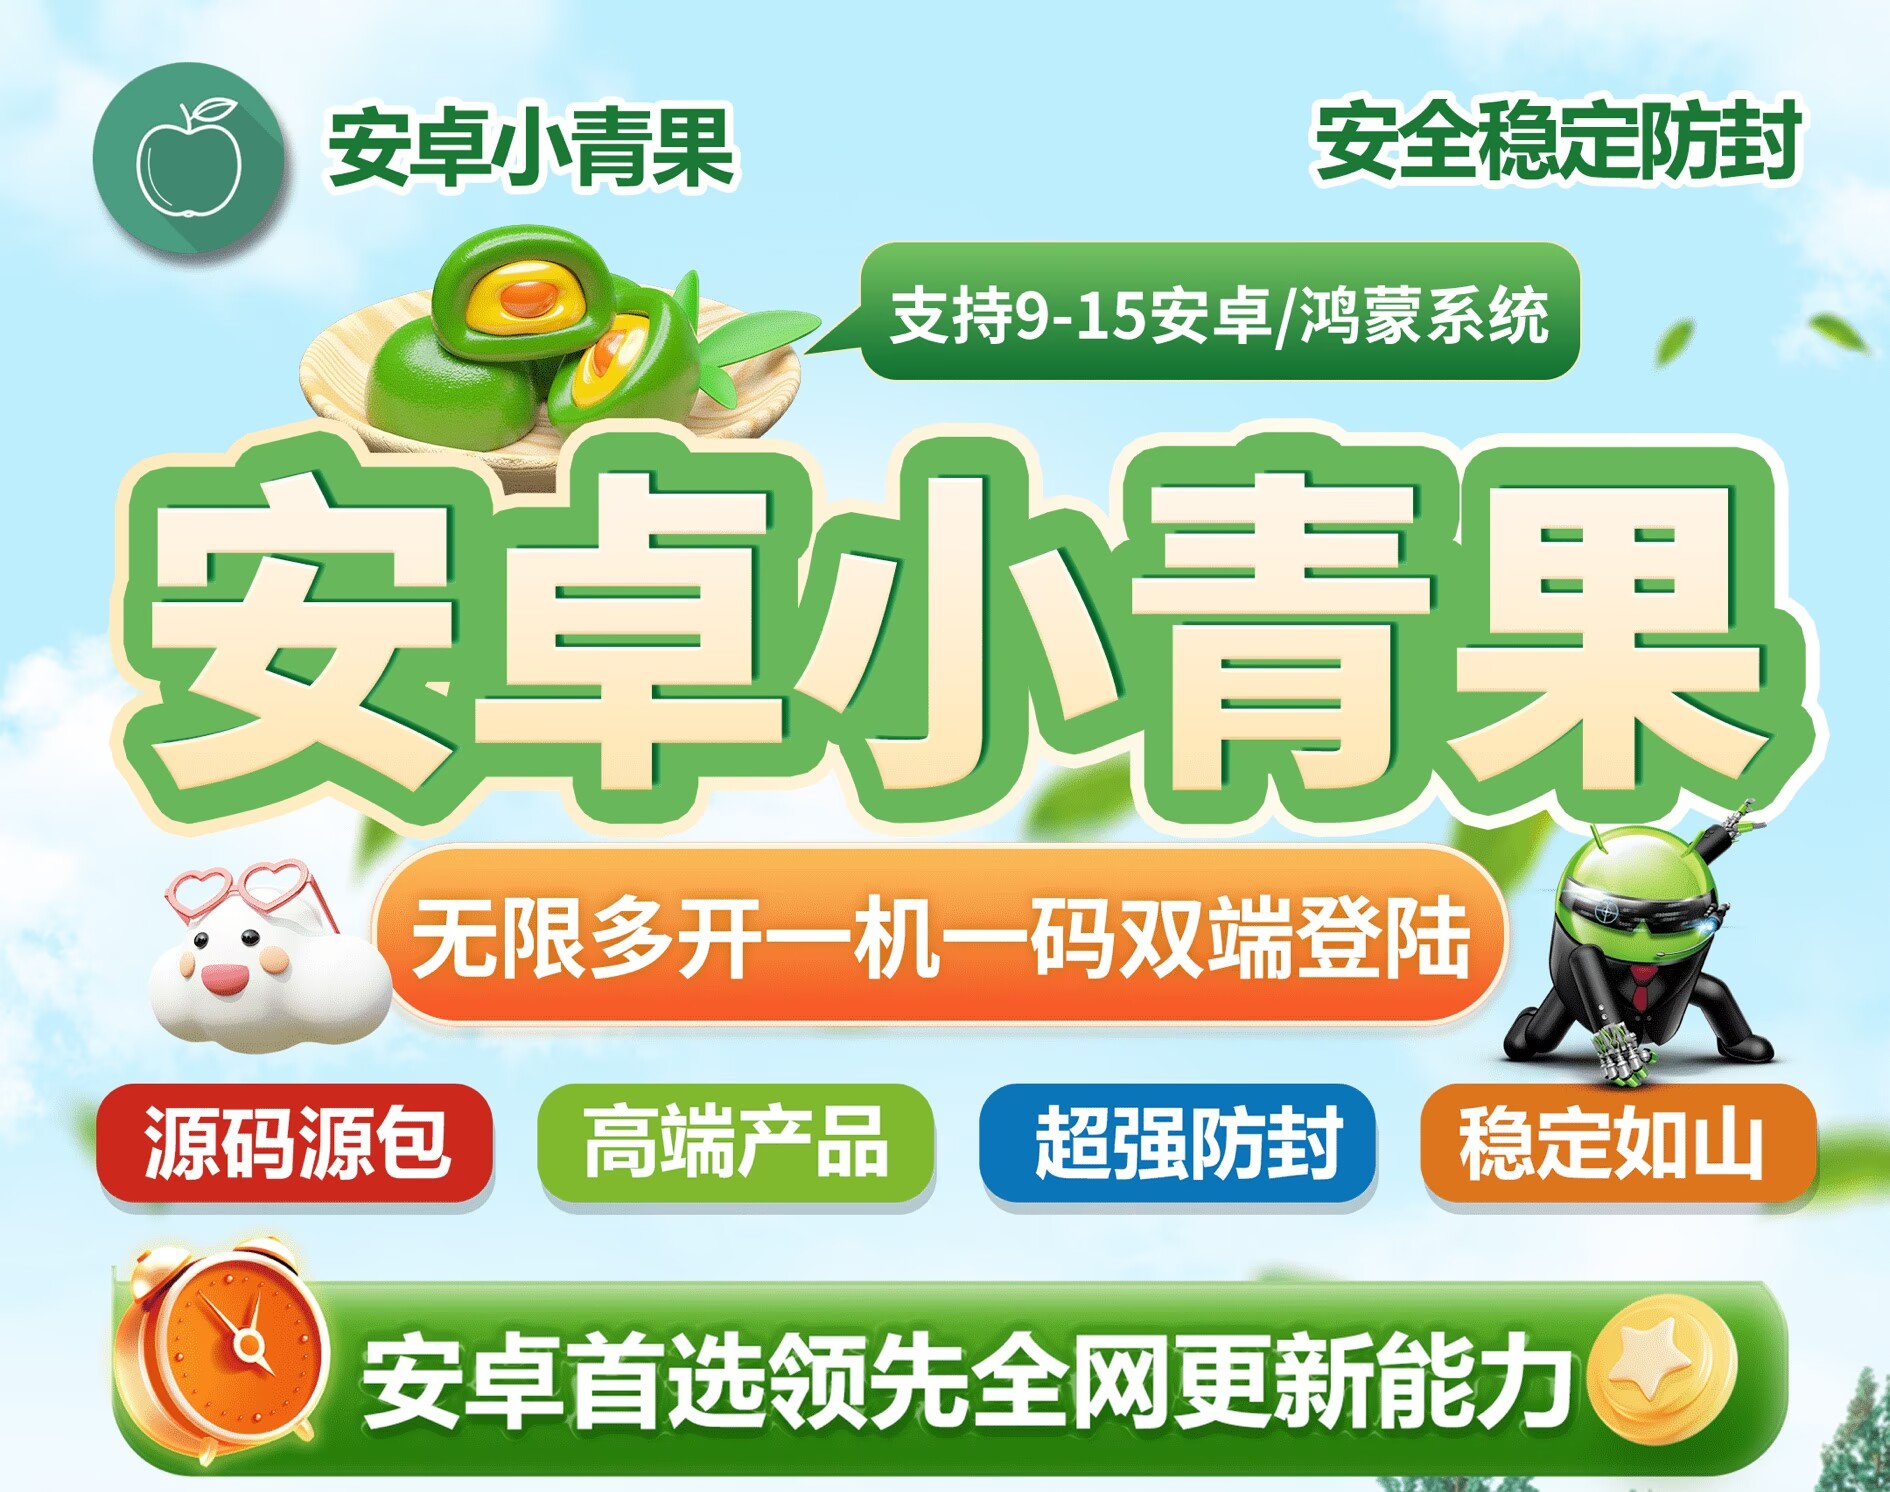 安卓小青果
安全稳定防封
支持9-15安卓/鸿蒙系统
安卓小青果
无限多开一机一码双端登陆
源码源包
高端产品
超强防封
稳定如山
安卓首选领先全网更新能力